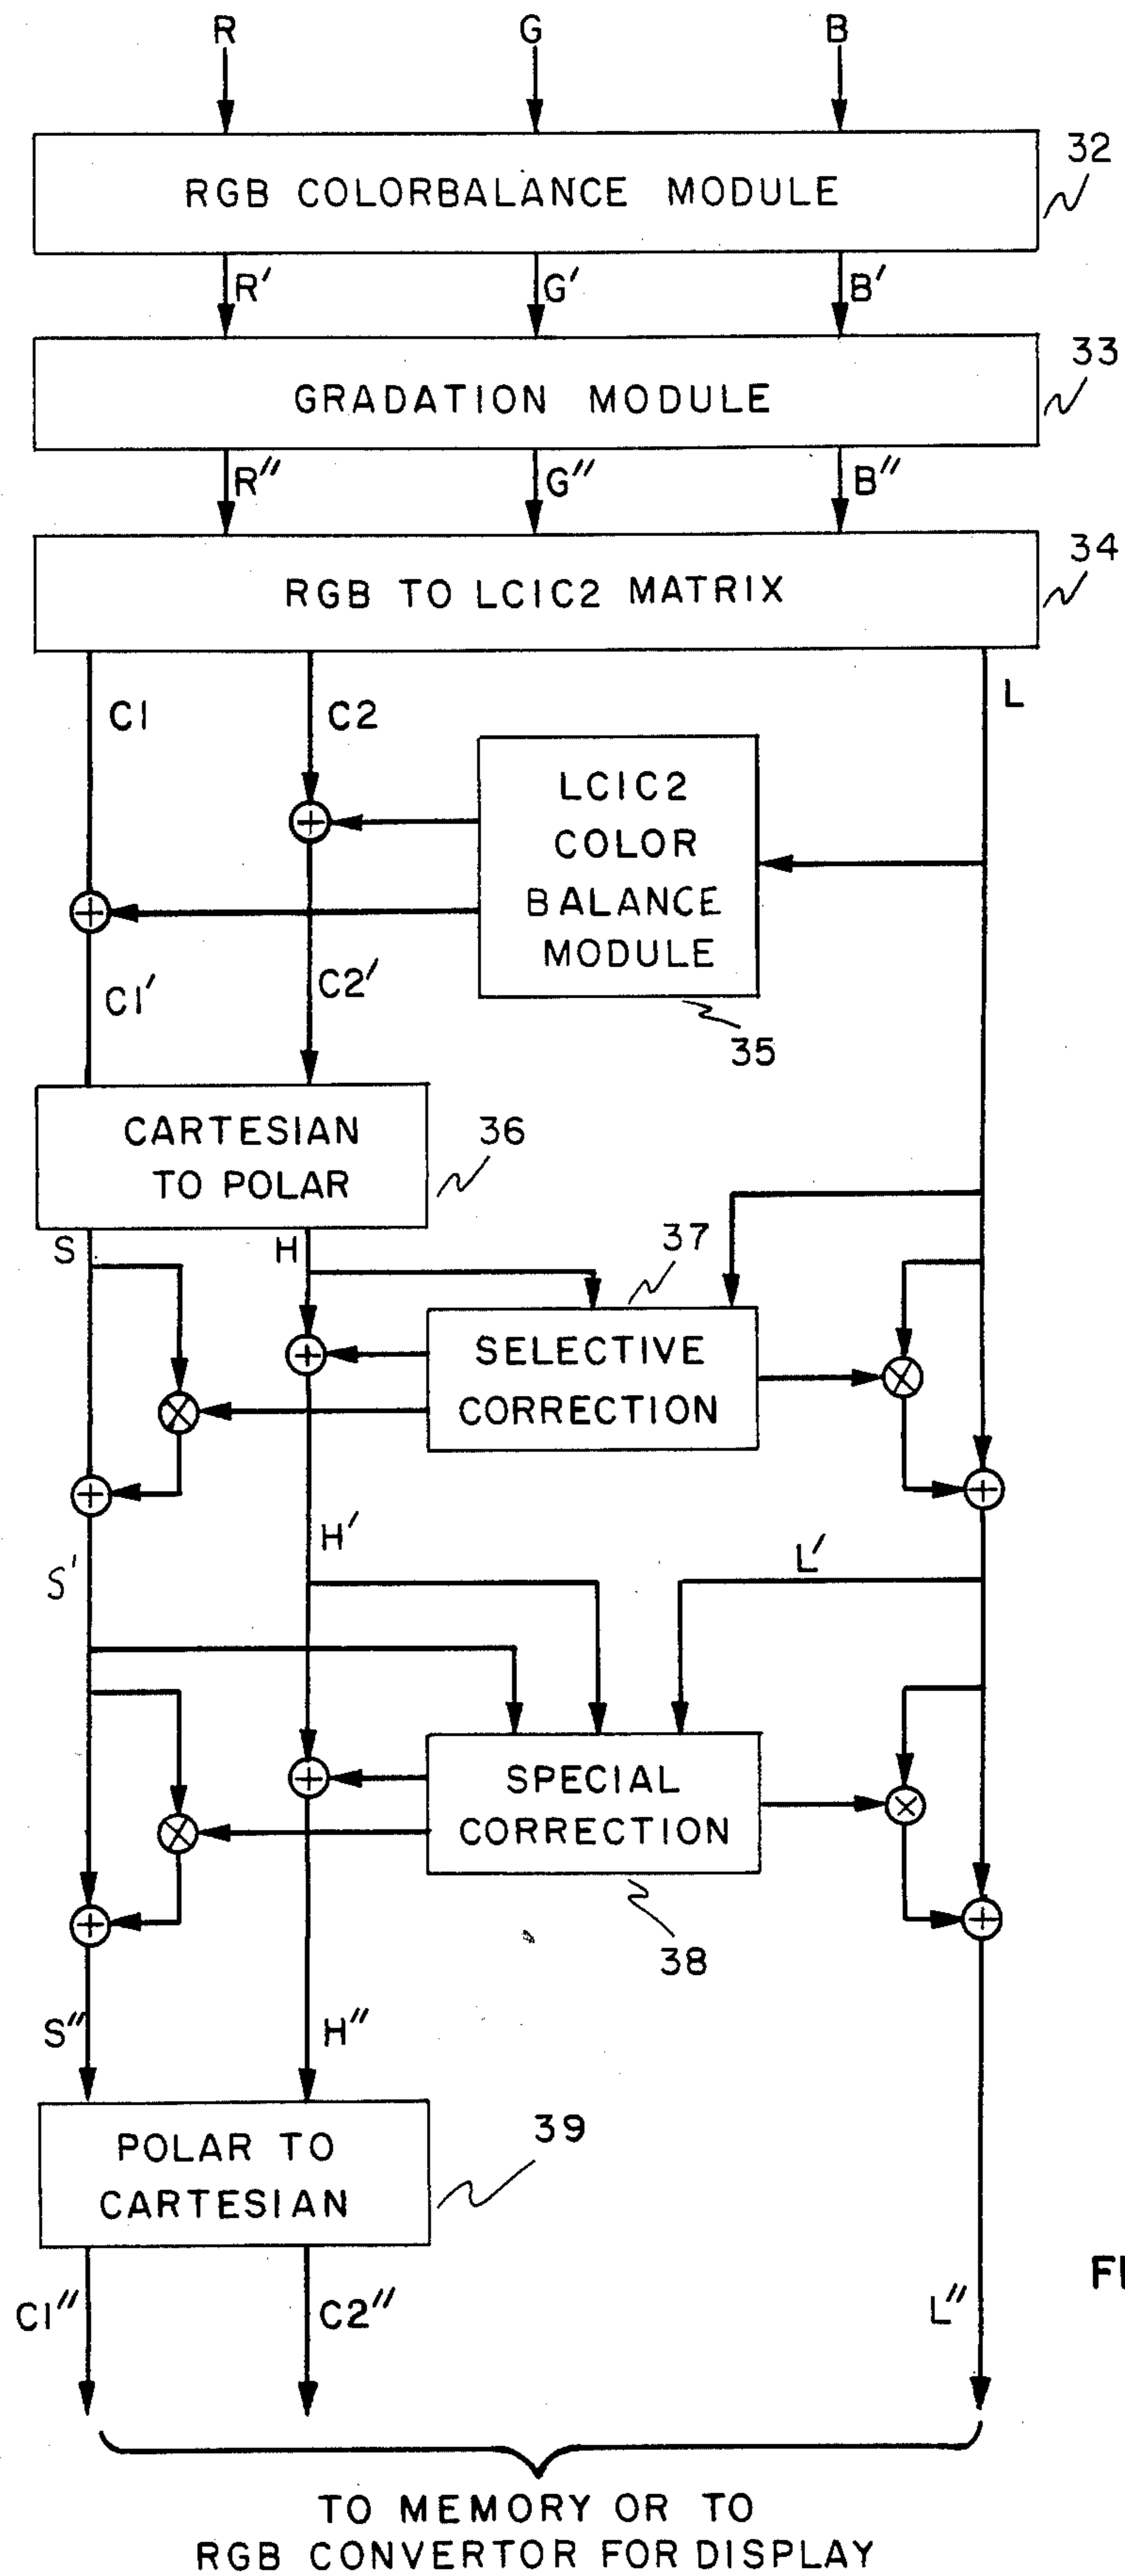 R G B
RGB COLORBALANCE MODULE
32
R' G' B'
GRADATION MODULE
33
R" G" B"
RGB TO LC1C2 MATRIX
34
C1 C2 L
LC1C2
COLOR
BALANCE
MODULE
35
C1' C2'
CARTESIAN
TO POLAR
36
S H
37
SELECTIVE
CORRECTION
H'
L'
S'
SPECIAL
CORRECTION
38
S" H"
POLAR TO
CARTESIAN
39
C1" C2" L"
TO MEMORY OR TO
RGB CONVERTOR FOR DISPLAY